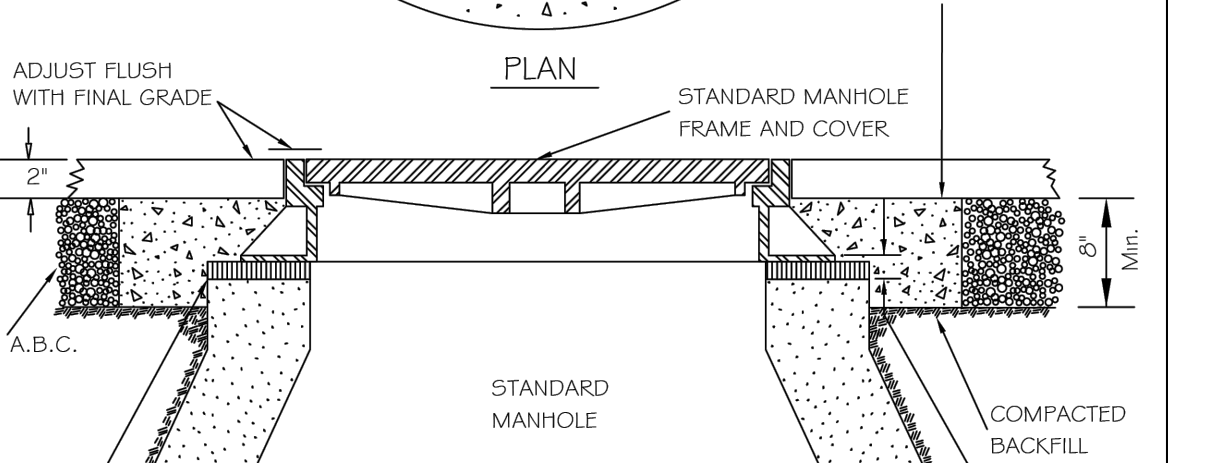 PLAN
ADJUST FLUSH
WITH FINAL GRADE
STANDARD MANHOLE
FRAME AND COVER
2"
8"
Min.
A.B.C.
STANDARD
MANHOLE
COMPACTED
BACKFILL